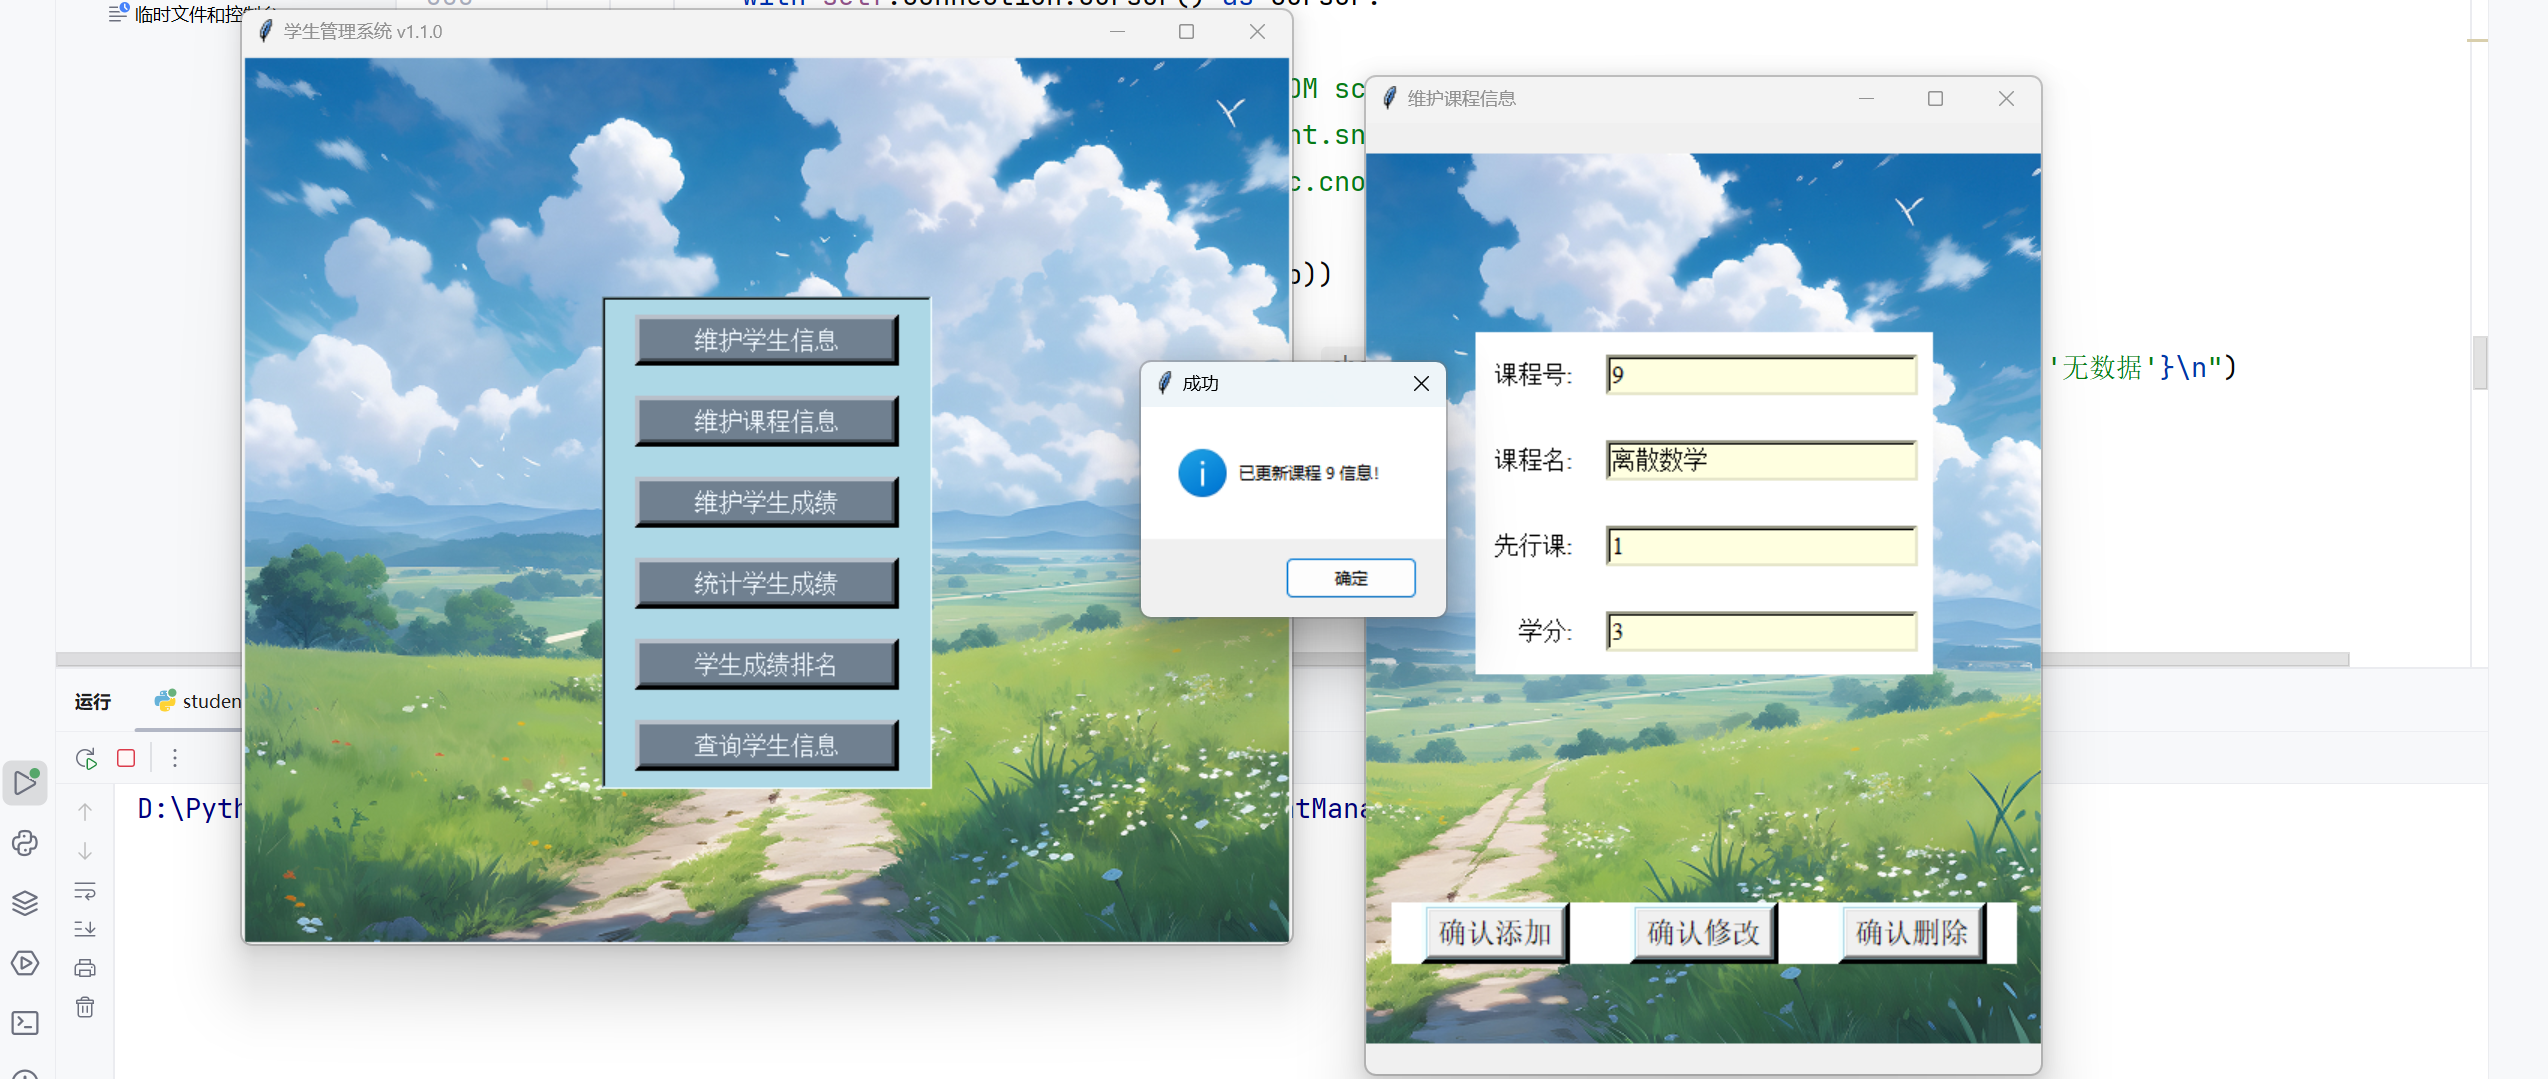 临时文件和控制台
with self.connection.cursor() as cursor:
学生管理系统 v1.1.0
OM sc
维护课程信息
nt.sn
c.cno
))
维护学生信息
课程号:
9
'无数据'}\n")
成功
维护课程信息
课程名:
离散数学
已更新课程 9 信息!
维护学生成绩
先行课:
1
统计学生成绩
确定
学分:
3
学生成绩排名
运行
studen
查询学生信息
D:\Pyth
tMana
确认添加
确认修改
确认删除